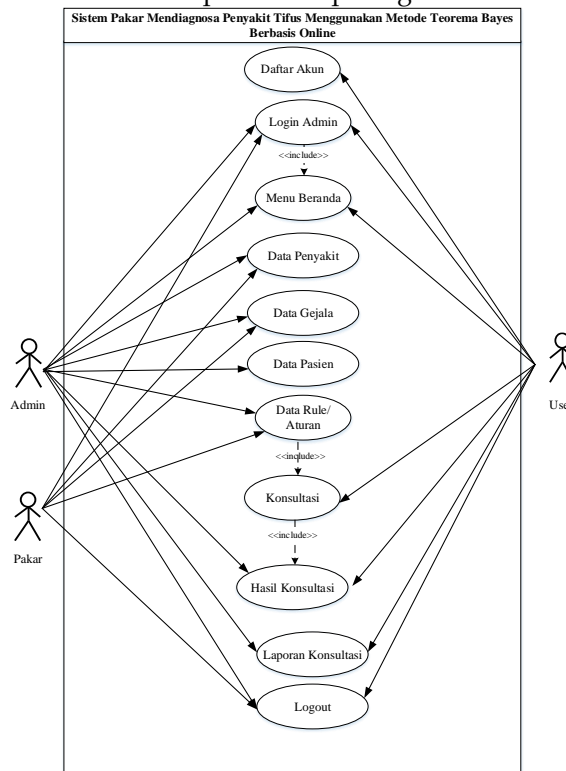 Sistem Pakar Mendiagnosa Penyakit Tifus Menggunakan Metode Teorema Bayes
Berbasis Online
Daftar Akun
Login Admin
<<include>>
Menu Beranda
Data Penyakit
Data Gejala
Data Pasien
Admin
Use
Data Rule/
Aturan
<<include>>
Konsultasi
Pakar
<<include>>
Hasil Konsultasi
Laporan Konsultasi
Logout